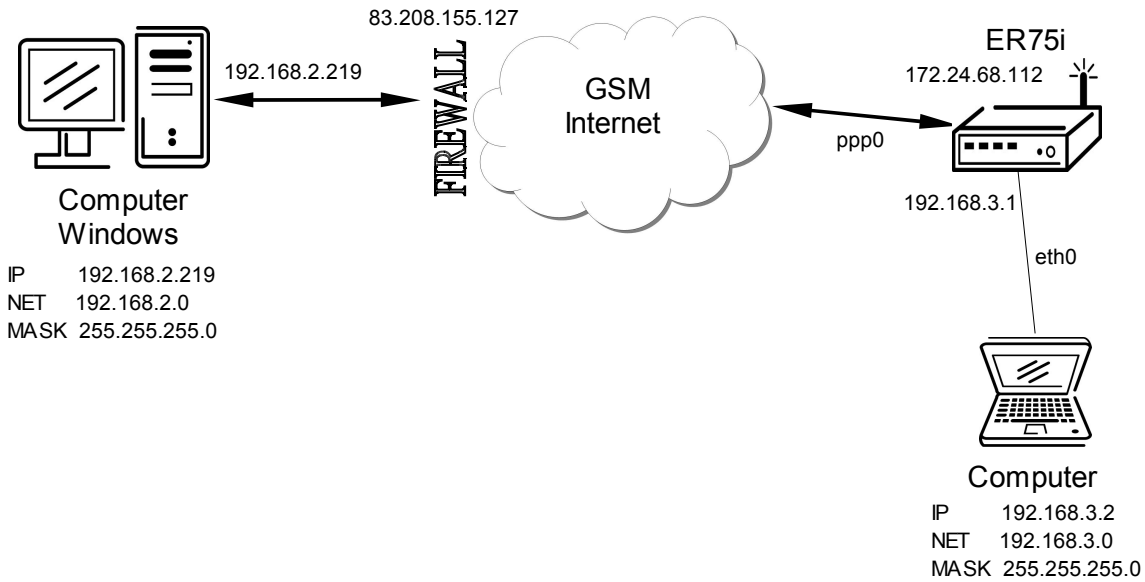 83.208.155.127
192.168.2.219
FIREWALL
GSM
Internet
ER75i
172.24.68.112
ppp0
192.168.3.1
eth0
Computer
Windows
IP 192.168.2.219
NET 192.168.2.0
MASK 255.255.255.0
Computer
IP 192.168.3.2
NET 192.168.3.0
MASK 255.255.255.0